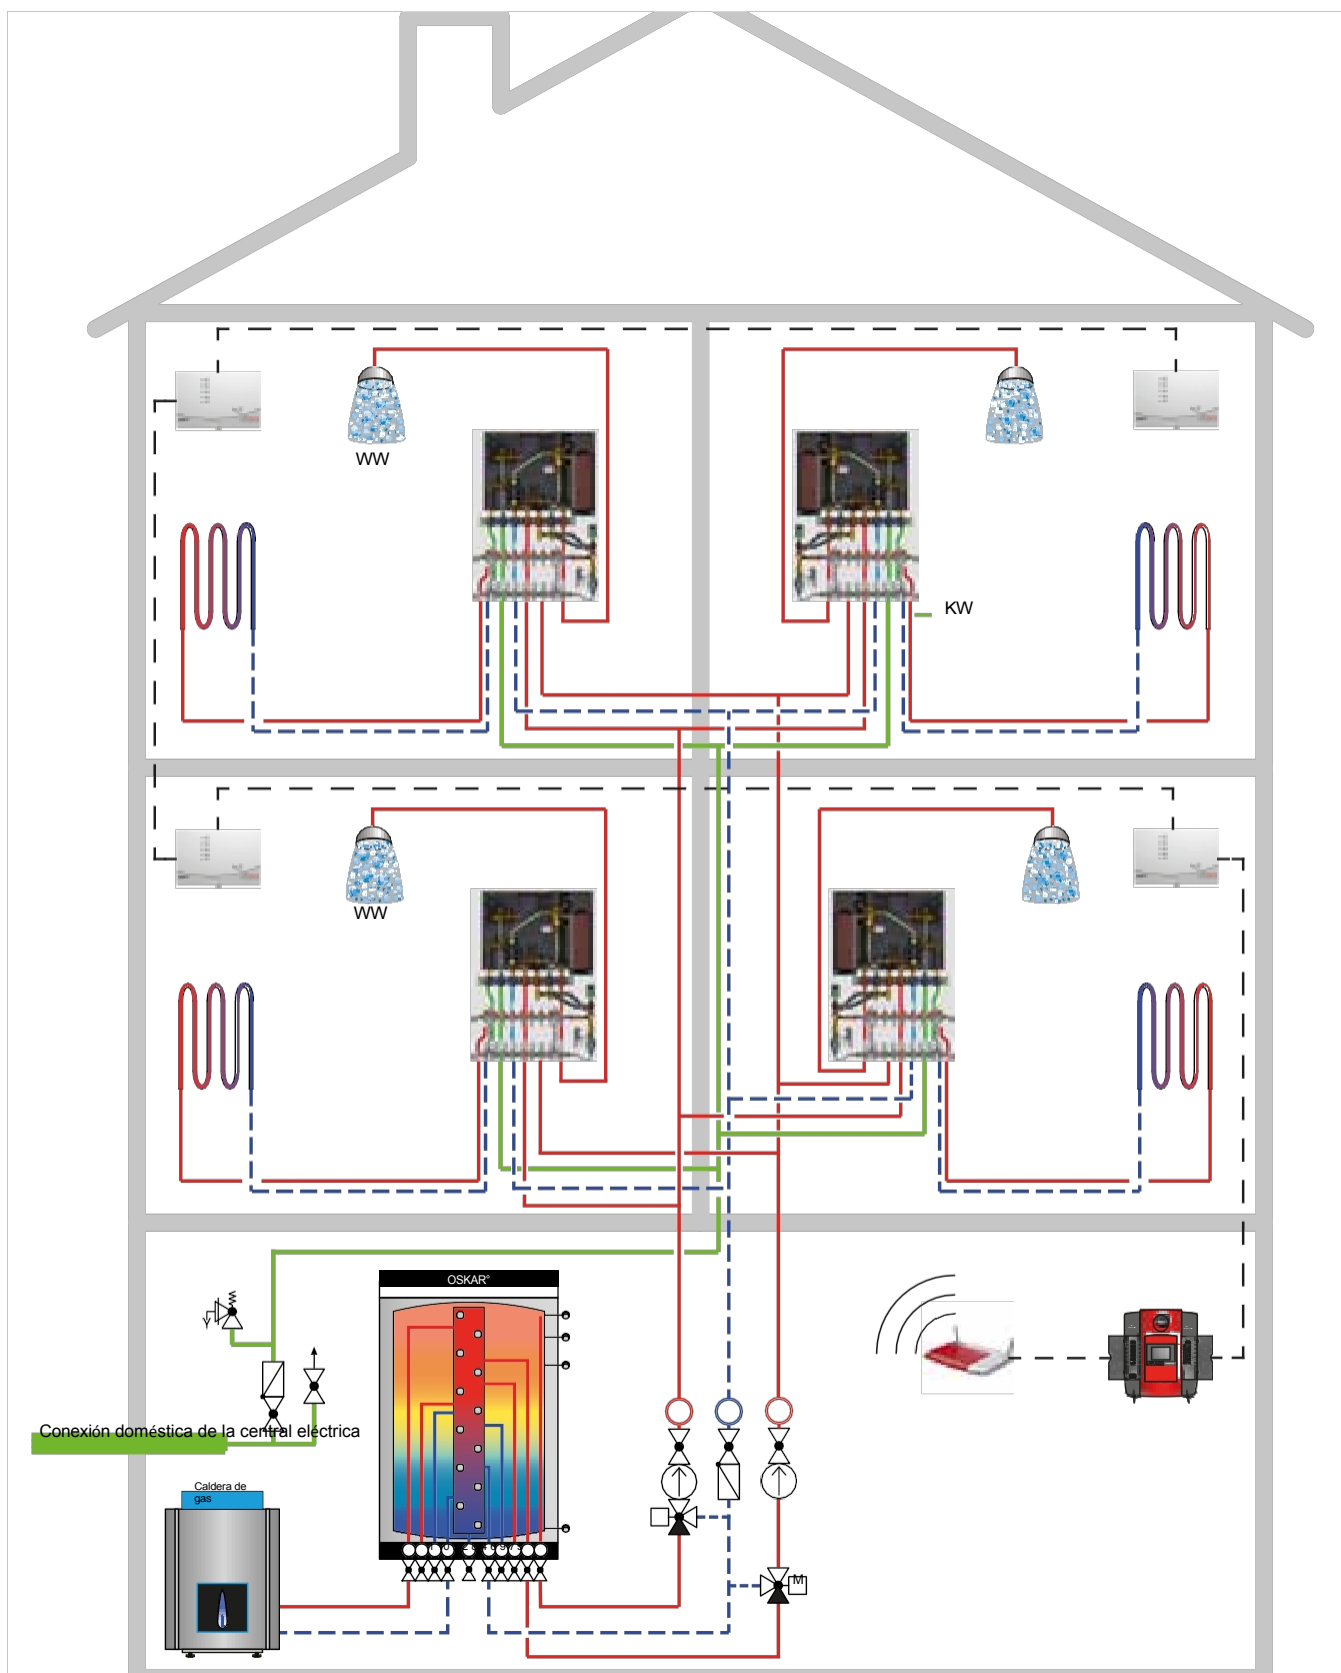 WW
KW
WW
OSKAR°
Conexión doméstica de la central eléctrica
Caldera de
gas
M